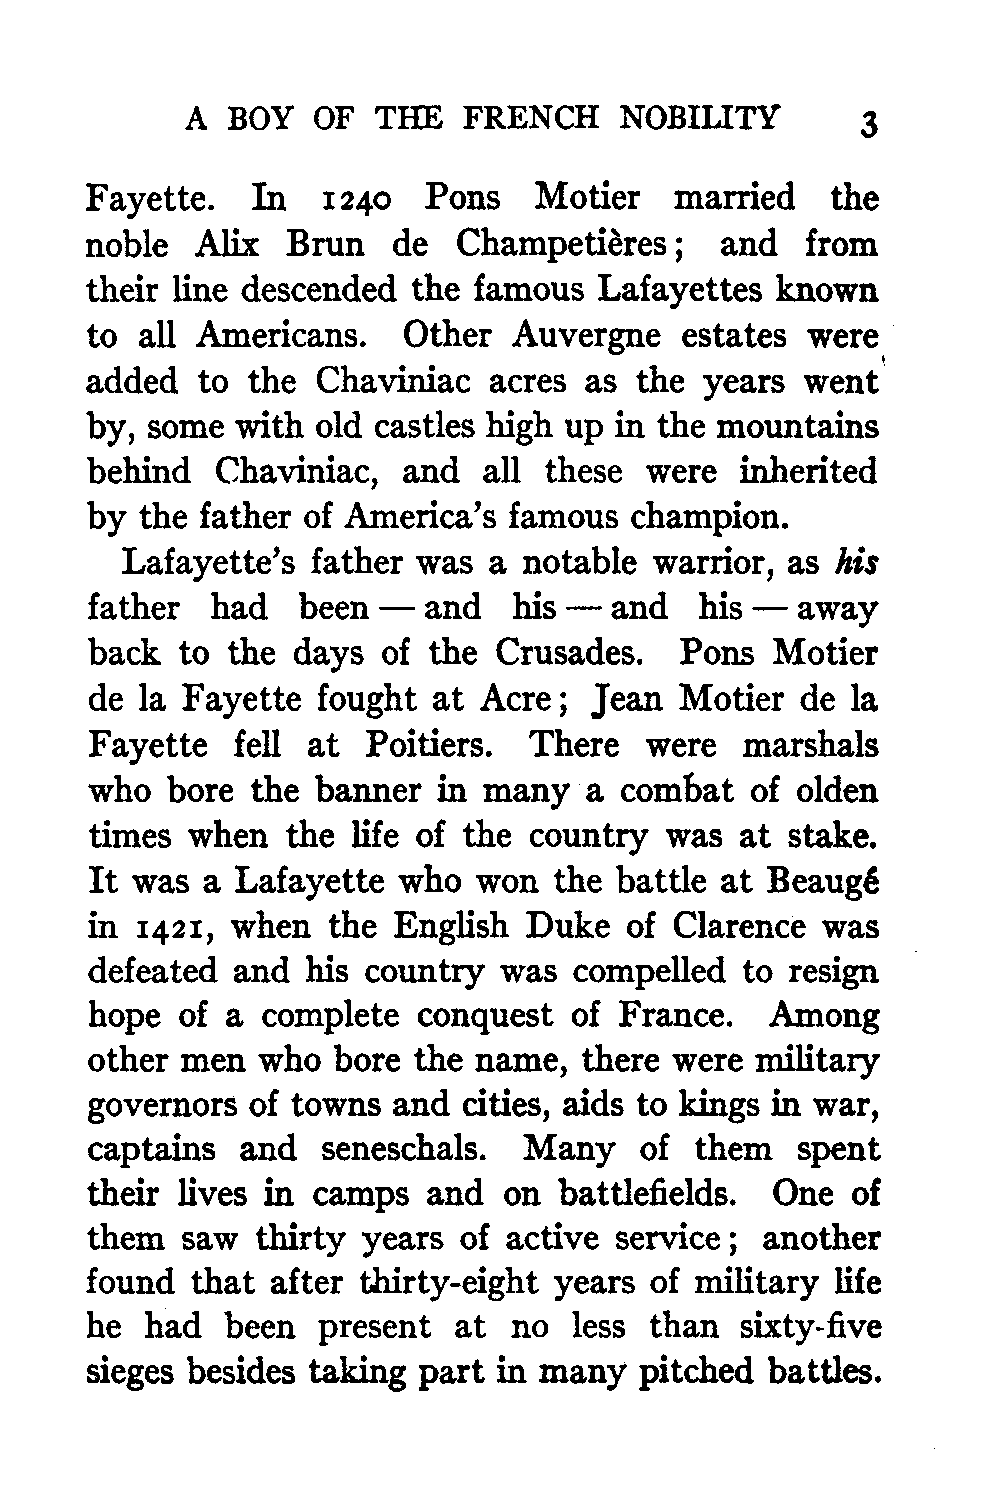 A BOY OF THE FRENCH NOBILITY 3
Fayette. In 1240 Pons Motier married the
noble Alix Brun de Champetières; and from
their line descended the famous Lafayettes known
to all Americans. Other Auvergne estates were
added to the Chaviniac acres as the years went
by, some with old castles high up in the mountains
behind Chaviniac, and all these were inherited
by the father of America's famous champion.
Lafayette's father was a notable warrior, as his
father had been — and his — and his — away
back to the days of the Crusades. Pons Motier
de la Fayette fought at Acre; Jean Motier de la
Fayette fell at Poitiers. There were marshals
who bore the banner in many a combat of olden
times when the life of the country was at stake.
It was a Lafayette who won the battle at Beaugé
in 1421, when the English Duke of Clarence was
defeated and his country was compelled to resign
hope of a complete conquest of France. Among
other men who bore the name, there were military
governors of towns and cities, aids to kings in war,
captains and seneschals. Many of them spent
their lives in camps and on battlefields. One of
them saw thirty years of active service; another
found that after thirty-eight years of military life
he had been present at no less than sixty-five
sieges besides taking part in many pitched battles.